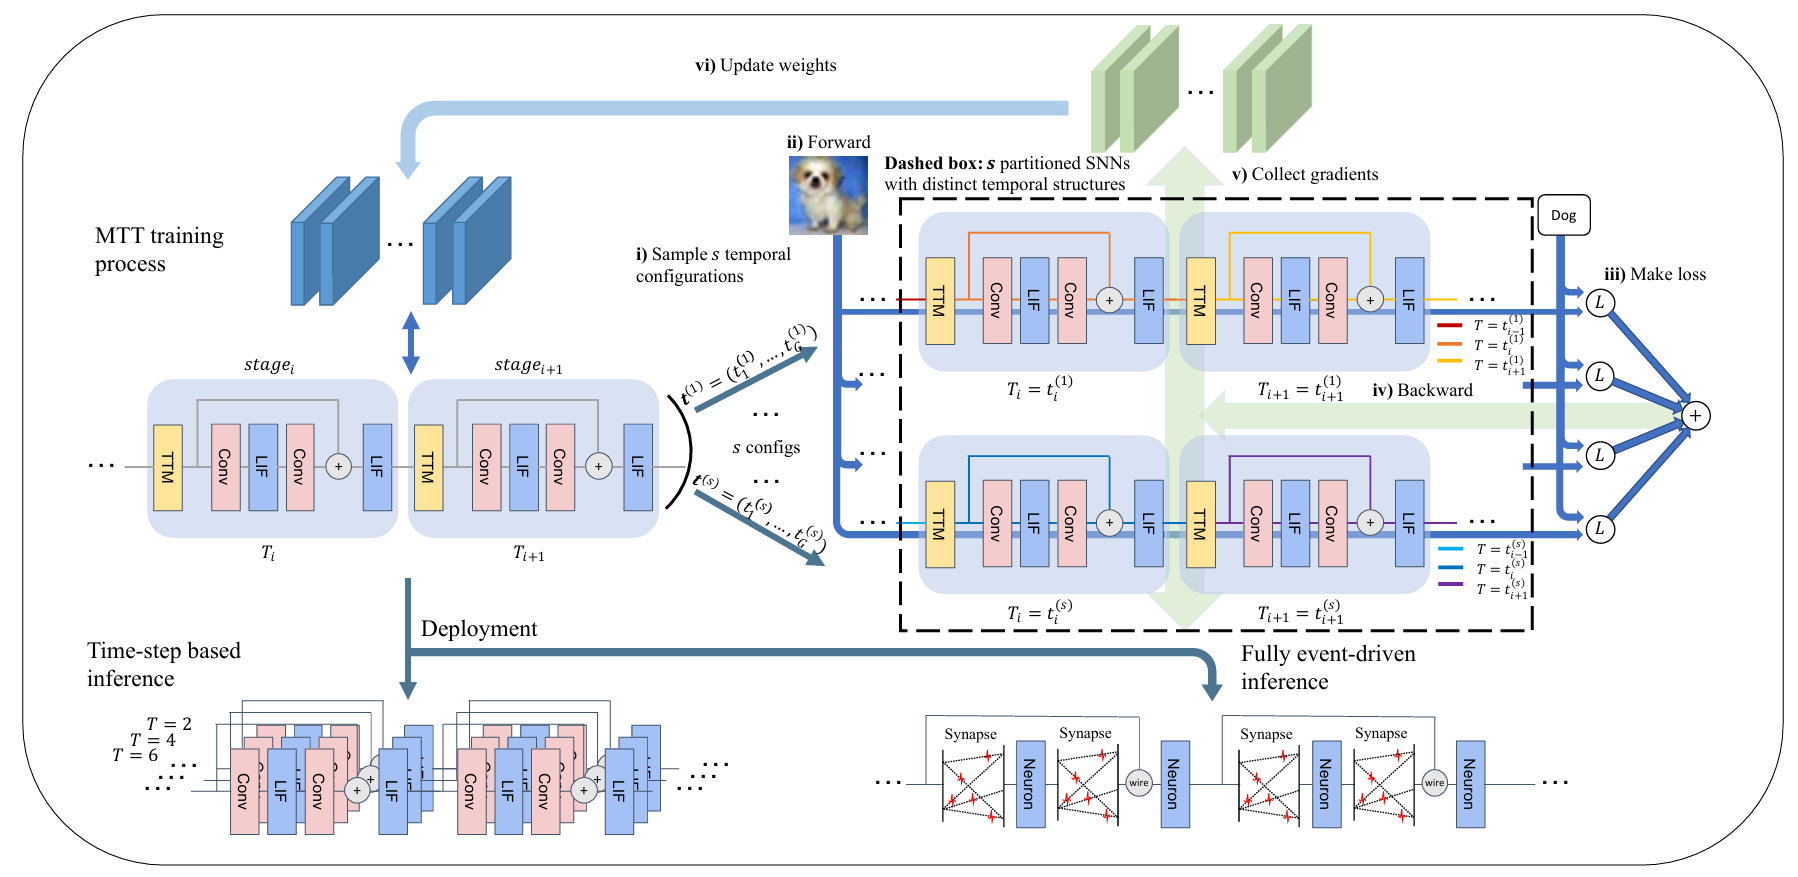 vi) Update weights
ii) Forward
Dashed box: s partitioned SNNs
with distinct temporal structures
v) Collect gradients
Dog
MTT training
process
i) Sample s temporal
configurations
iii) Make loss
TTM Conv LIF Conv + LIF TTM Conv LIF Conv + LIF
L
T = t_{i-1}^{(1)}
T = t_i^{(1)}
T = t_{i+1}^{(1)}
T_i = t_i^{(1)}
T_{i+1} = t_{i+1}^{(1)}
iv) Backward
L
+
L
L
stage_i
stage_{i+1}
t^{(1)} = (t_1^{(1)}, ..., t_G^{(1)})
...
s configs
...
t^{(s)} = (t_1^{(s)}, ..., t_G^{(s)})
TTM Conv LIF Conv + LIF TTM Conv LIF Conv + LIF
T_i
T_{i+1}
TTM Conv LIF Conv + LIF TTM Conv LIF Conv + LIF
T = t_{i-1}^{(s)}
T = t_i^{(s)}
T = t_{i+1}^{(s)}
T_i = t_i^{(s)}
T_{i+1} = t_{i+1}^{(s)}
Deployment
Time-step based
inference
Fully event-driven
inference
T = 2
T = 4
T = 6
Conv LIF Conv + LIF Conv LIF Conv + LIF
Synapse Synapse Synapse Synapse
Neuron wire Neuron Neuron wire Neuron